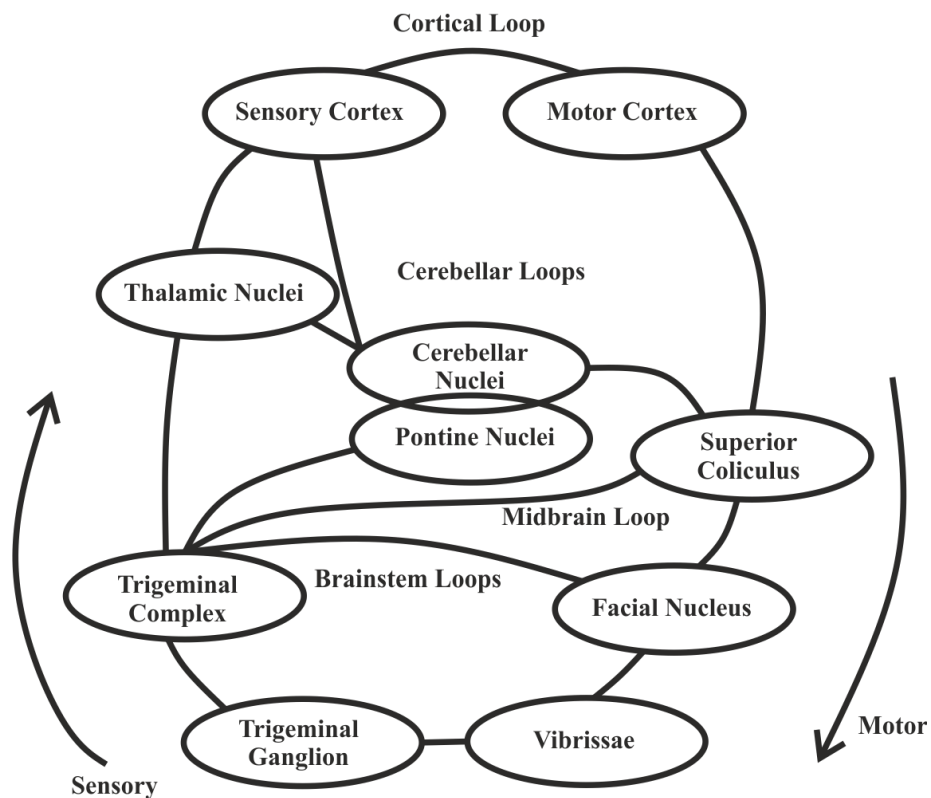 Cortical Loop
Sensory Cortex
Motor Cortex
Thalamic Nuclei
Cerebellar Loops
Cerebellar
Nuclei
Pontine Nuclei
Superior
Coliculus
Midbrain Loop
Brainstem Loops
Trigeminal
Complex
Facial Nucleus
Trigeminal
Ganglion
Vibrissae
Motor
Sensory